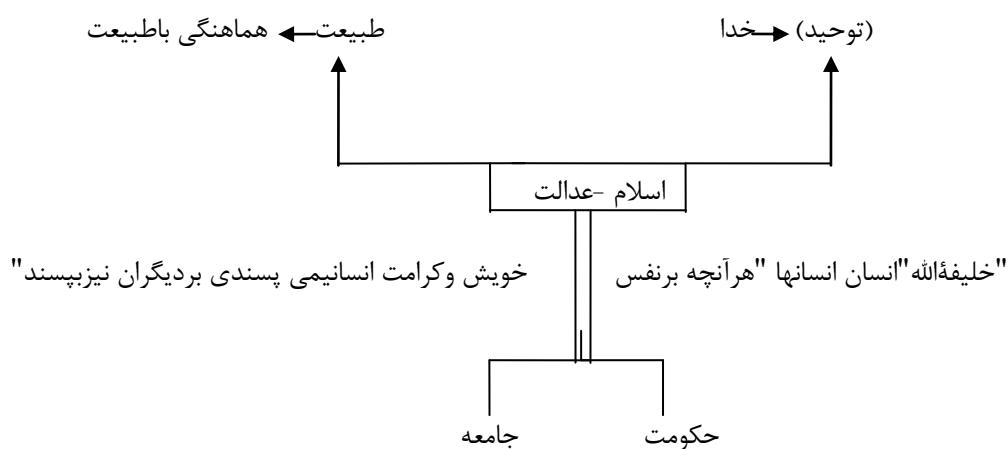 (توحید) خدا
طبیعت هماهنگی باطبیعت
اسلام -عدالت
"خلیفةالله"انسان انسانها "هرآنچه برنفس خویش وکرامت انسانیمی پسندی بردیگران نیزبپسند"
حکومت جامعه